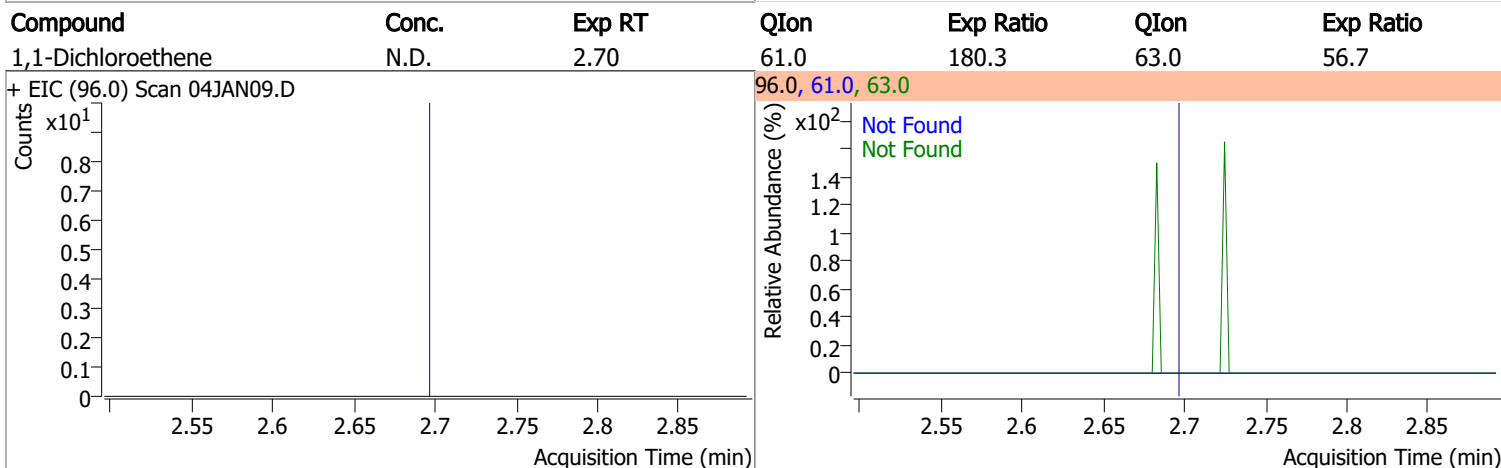 Compound Conc. Exp RT QIon Exp Ratio QIon Exp Ratio
1,1-Dichloroethene N.D. 2.70 61.0 180.3 63.0 56.7
+ EIC (96.0) Scan 04JAN09.D
Counts
x10¹
0.8
0.7
0.6
0.5
0.4
0.3
0.2
0.1
0
2.55 2.6 2.65 2.7 2.75 2.8 2.85
Acquisition Time (min)
96.0, 61.0, 63.0
Relative Abundance (%)
x10²
Not Found
Not Found
1.4
1.2
1
0.8
0.6
0.4
0.2
0
2.55 2.6 2.65 2.7 2.75 2.8 2.85
Acquisition Time (min)